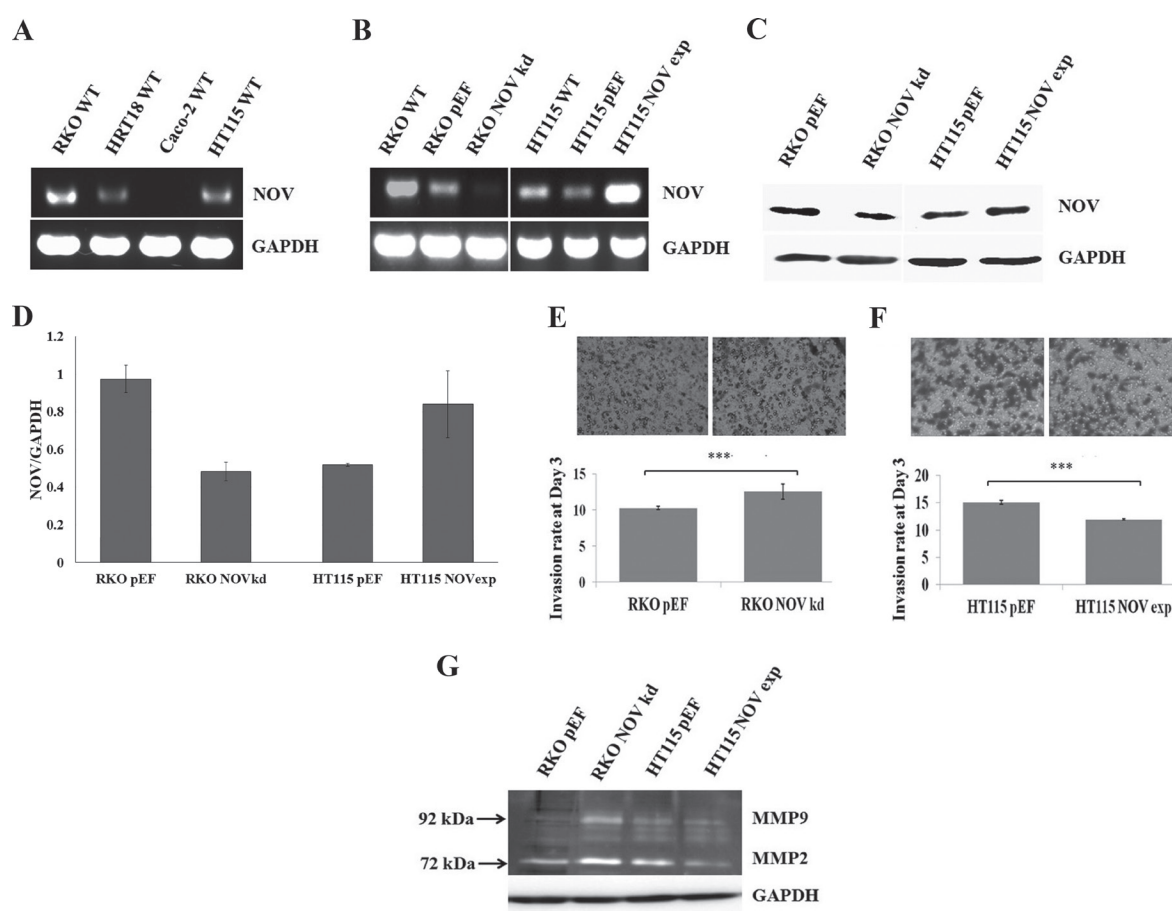 A
RKO WT
HRT18 WT
Caco-2 WT
HT115 WT
NOV
GAPDH
B
RKO WT
RKO pEF
RKO NOV kd
HT115 WT
HT115 pEF
HT115 NOV exp
NOV
GAPDH
C
RKO pEF
RKO NOV kd
HT115 pEF
HT115 NOV exp
NOV
GAPDH
D
NOV/GAPDH
1.2
1
0.8
0.6
0.4
0.2
0
RKO pEF
RKO NOVkd
HT115 pEF
HT115 NOVexp
E
Invasion rate at Day 3
***
15
10
5
0
RKO pEF
RKO NOV kd
F
Invasion rate at Day 3
***
20
15
10
5
0
HT115 pEF
HT115 NOV exp
G
RKO pEF
RKO NOV kd
HT115 pEF
HT115 NOV exp
92 kDa
MMP9
72 kDa
MMP2
GAPDH